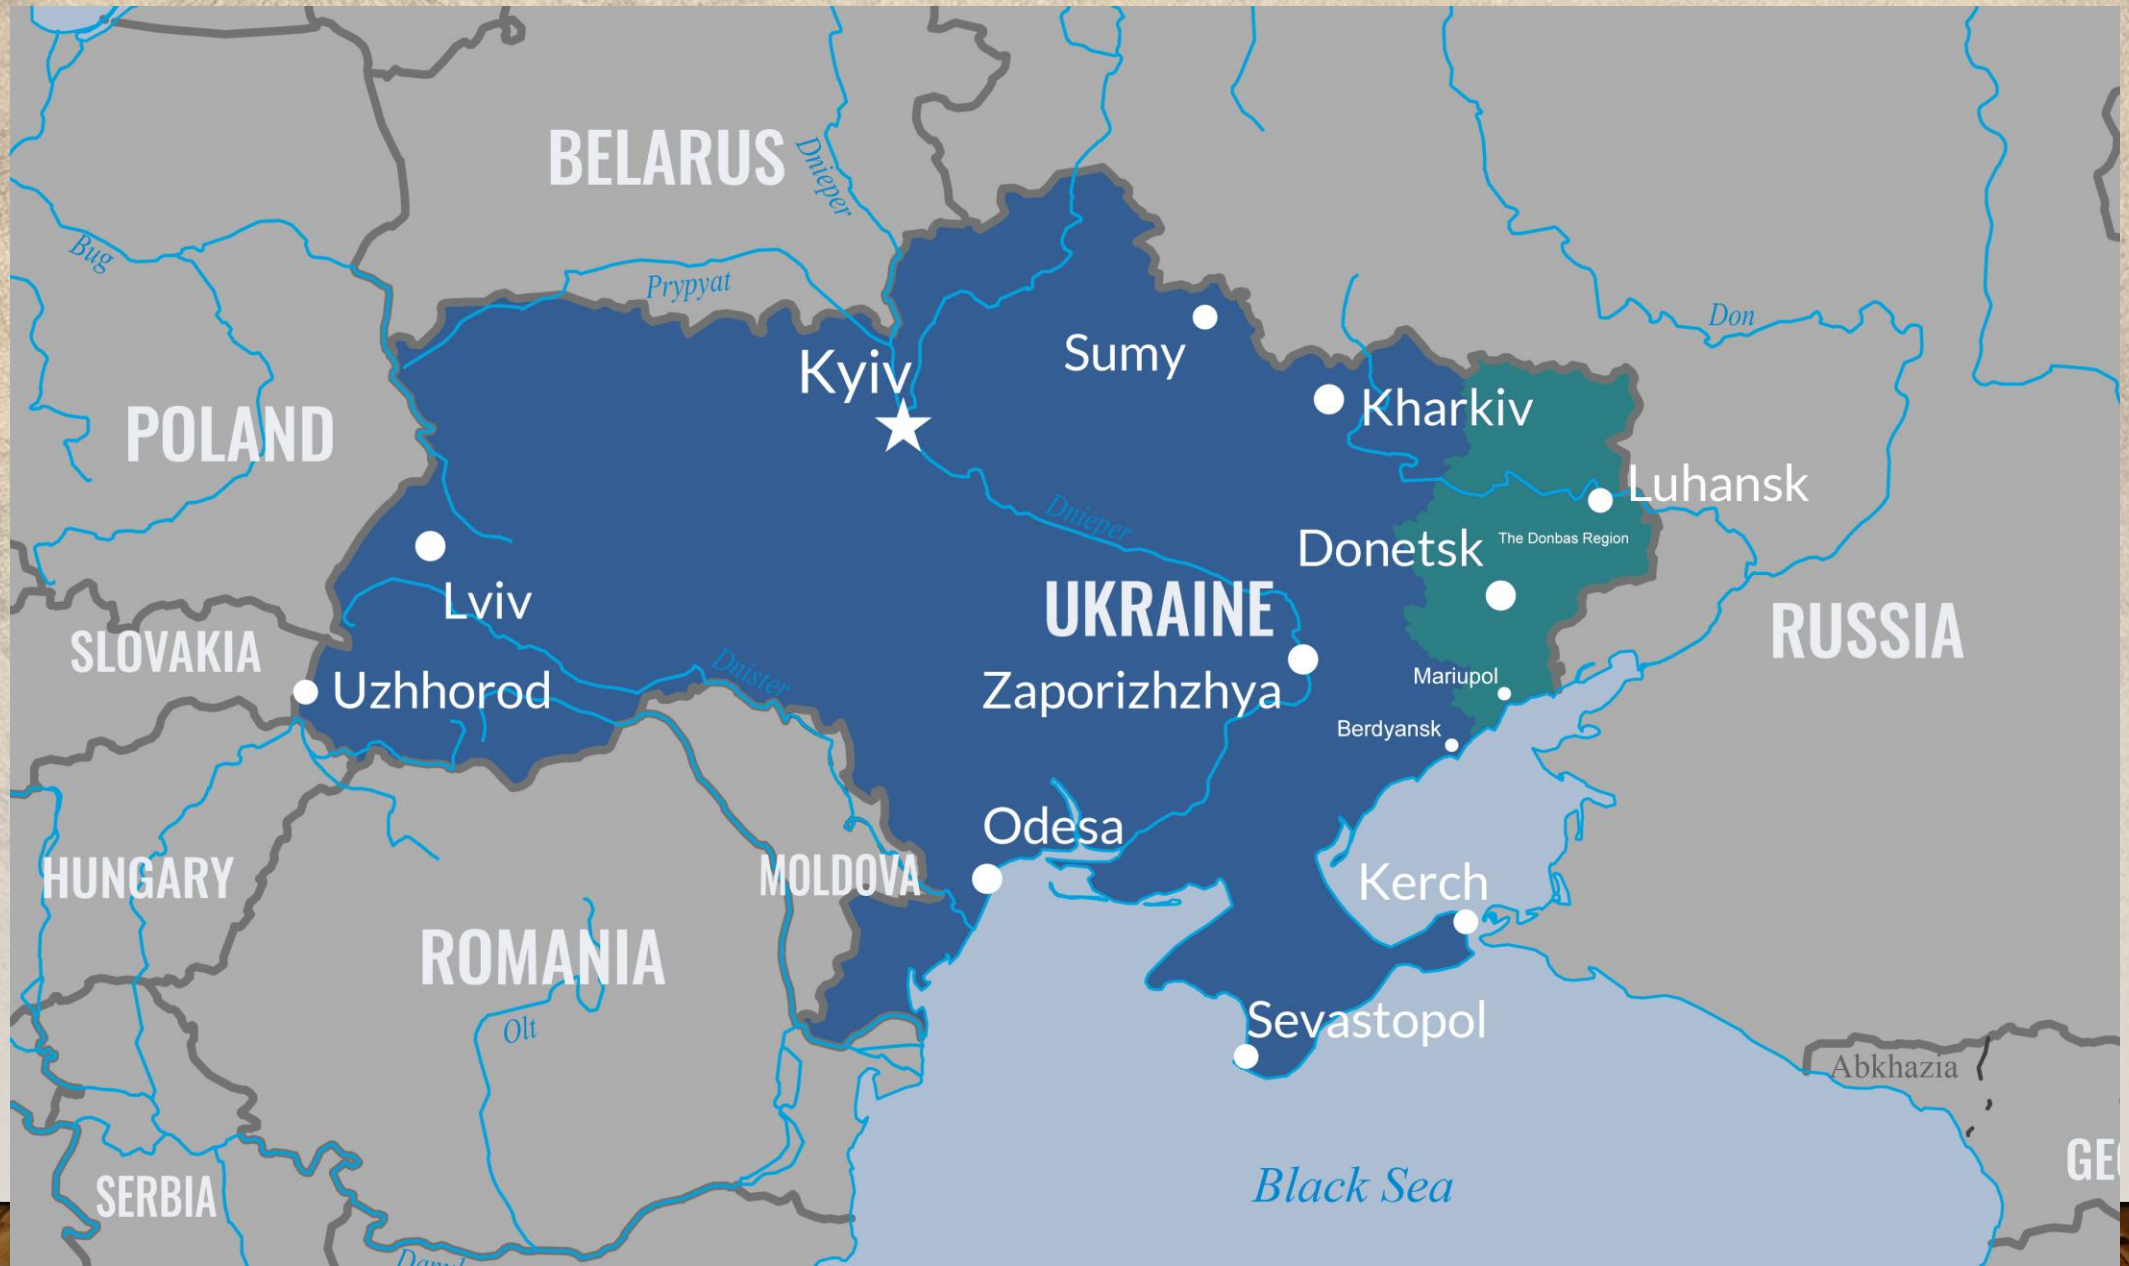 BELARUS
Dnieper
Bug
Prypyat
Don
Sumy
Kyiv
Kharkiv
POLAND
Luhansk
Dnieper
The Donbas Region
Donetsk
Lviv
UKRAINE
RUSSIA
SLOVAKIA
Dnister
Mariupol
Uzhhorod
Zaporizhzhya
Berdyansk
Odesa
MOLDOVA
HUNGARY
Kerch
ROMANIA
Sevastopol
Olt
Abkhazia
GE
Black Sea
SERBIA